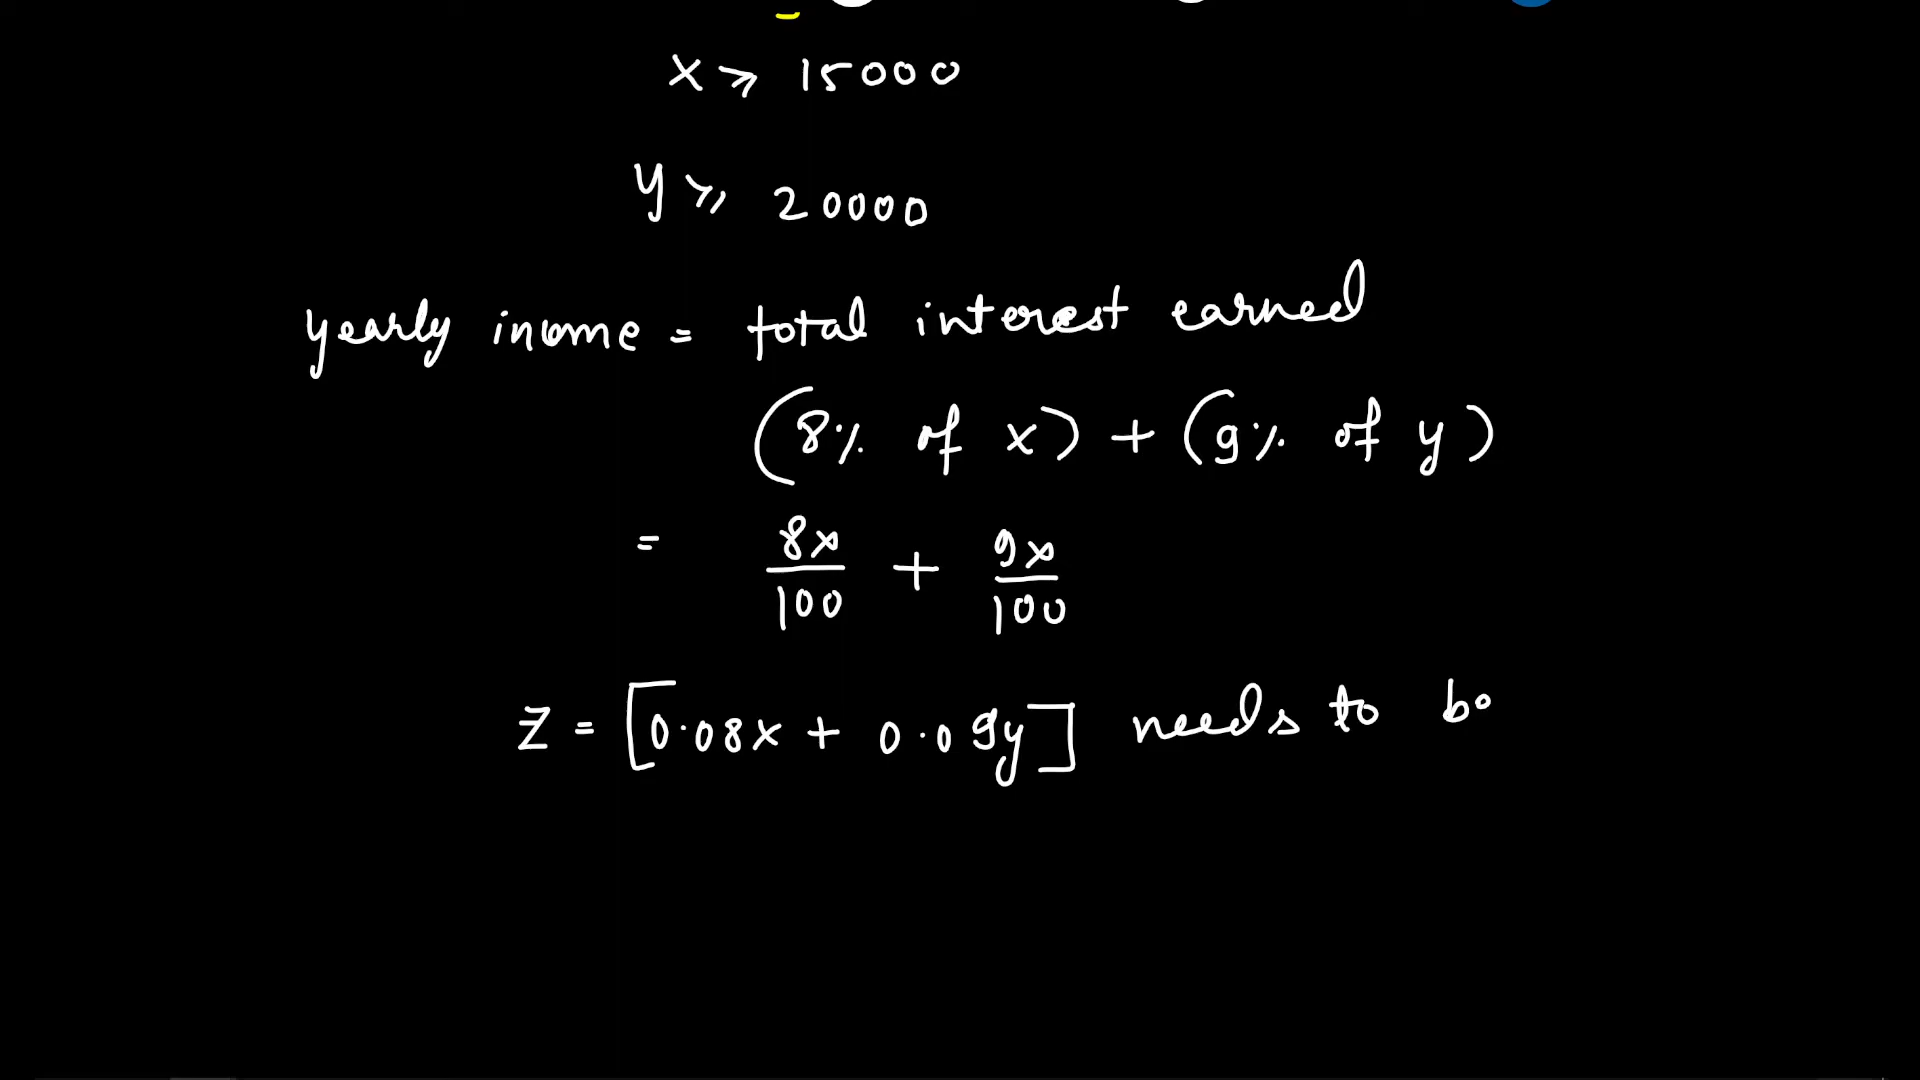 x ⩾ 15000
y ⩾ 20000
yearly income = total interest earned
(8% of x) + (9% of y)
= 8x/100 + 9x/100
Z = [0.08x + 0.09y] needs to be